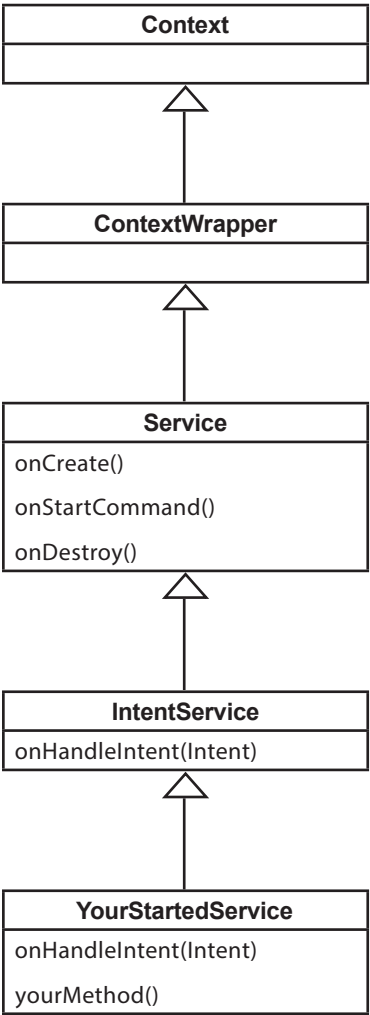 Context
ContextWrapper
Service
onCreate()
onStartCommand()
onDestroy()
IntentService
onHandleIntent(Intent)
YourStartedService
onHandleIntent(Intent)
yourMethod()